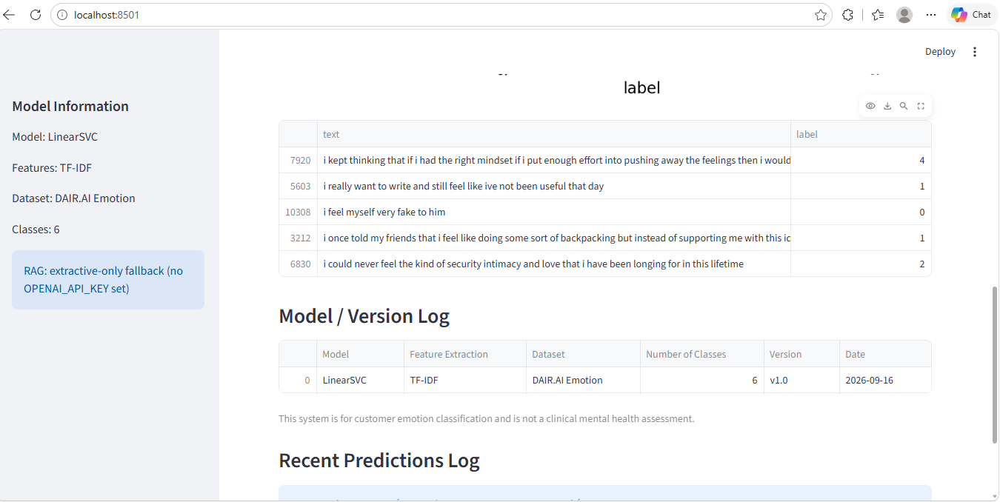 localhost:8501
Chat
Deploy
Model Information
Model: LinearSVC
Features: TF-IDF
Dataset: DAIR.AI Emotion
Classes: 6
RAG: extractive-only fallback (no
OPENAI_API_KEY set)
label
text label
7920 i kept thinking that if i had the right mindset if i put enough effort into pushing away the feelings then i would 4
5603 i really want to write and still feel like ive not been useful that day 1
10308 i feel myself very fake to him 0
3212 i once told my friends that i feel like doing some sort of backpacking but instead of supporting me with this 1
6830 i could never feel the kind of security intimacy and love that i have been longing for in this lifetime 2
Model / Version Log
Model Feature Extraction Dataset Number of Classes Version Date
0 LinearSVC TF-IDF DAIR.AI Emotion 6 v1.0 2026-09-16
This system is for customer emotion classification and is not a clinical mental health assessment.
Recent Predictions Log